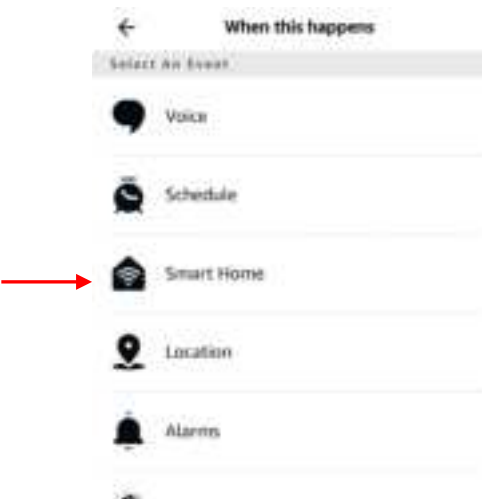 When this happens
Select An Event
Voice
Schedule
Smart Home
Location
Alarms